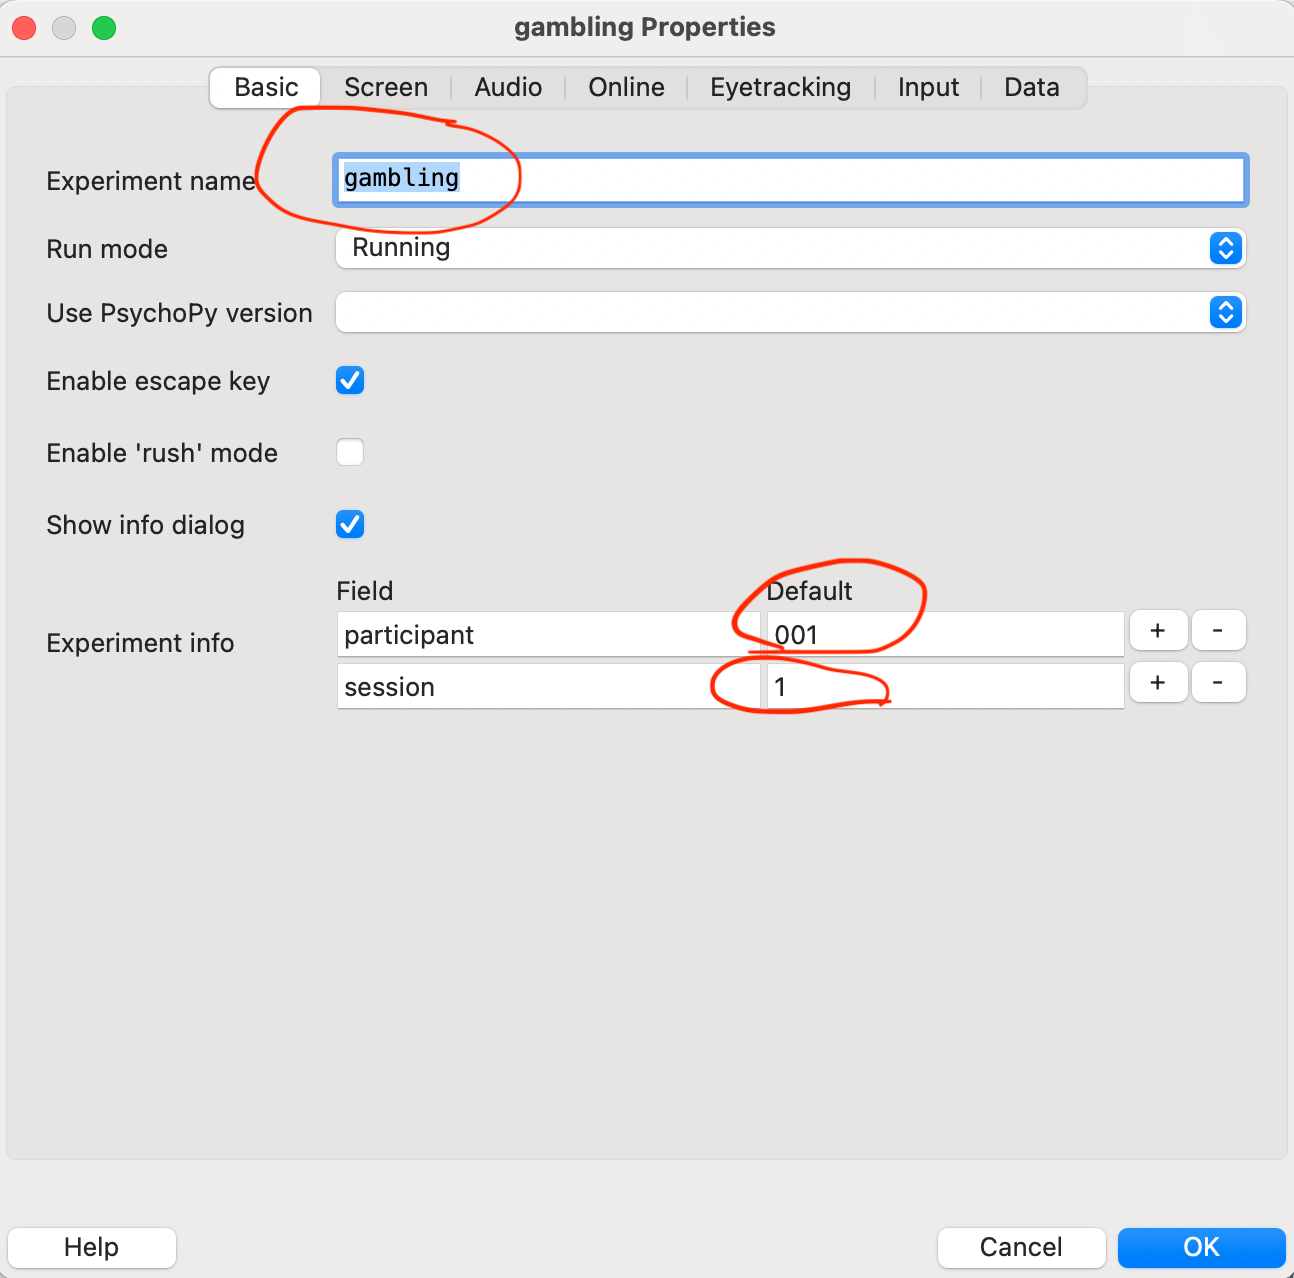 gambling Properties
Basic Screen Audio Online Eyetracking Input Data
Experiment name gambling
Run mode Running
Use PsychoPy version
Enable escape key
Enable 'rush' mode
Show info dialog
Field Default
Experiment info participant 001 + -
session 1 + -
Help Cancel OK